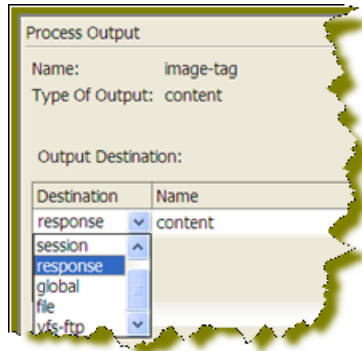 Process Output
Name: image-tag
Type Of Output: content
Output Destination:
Destination Name
response content
session
response
global
file
vfs-ftp